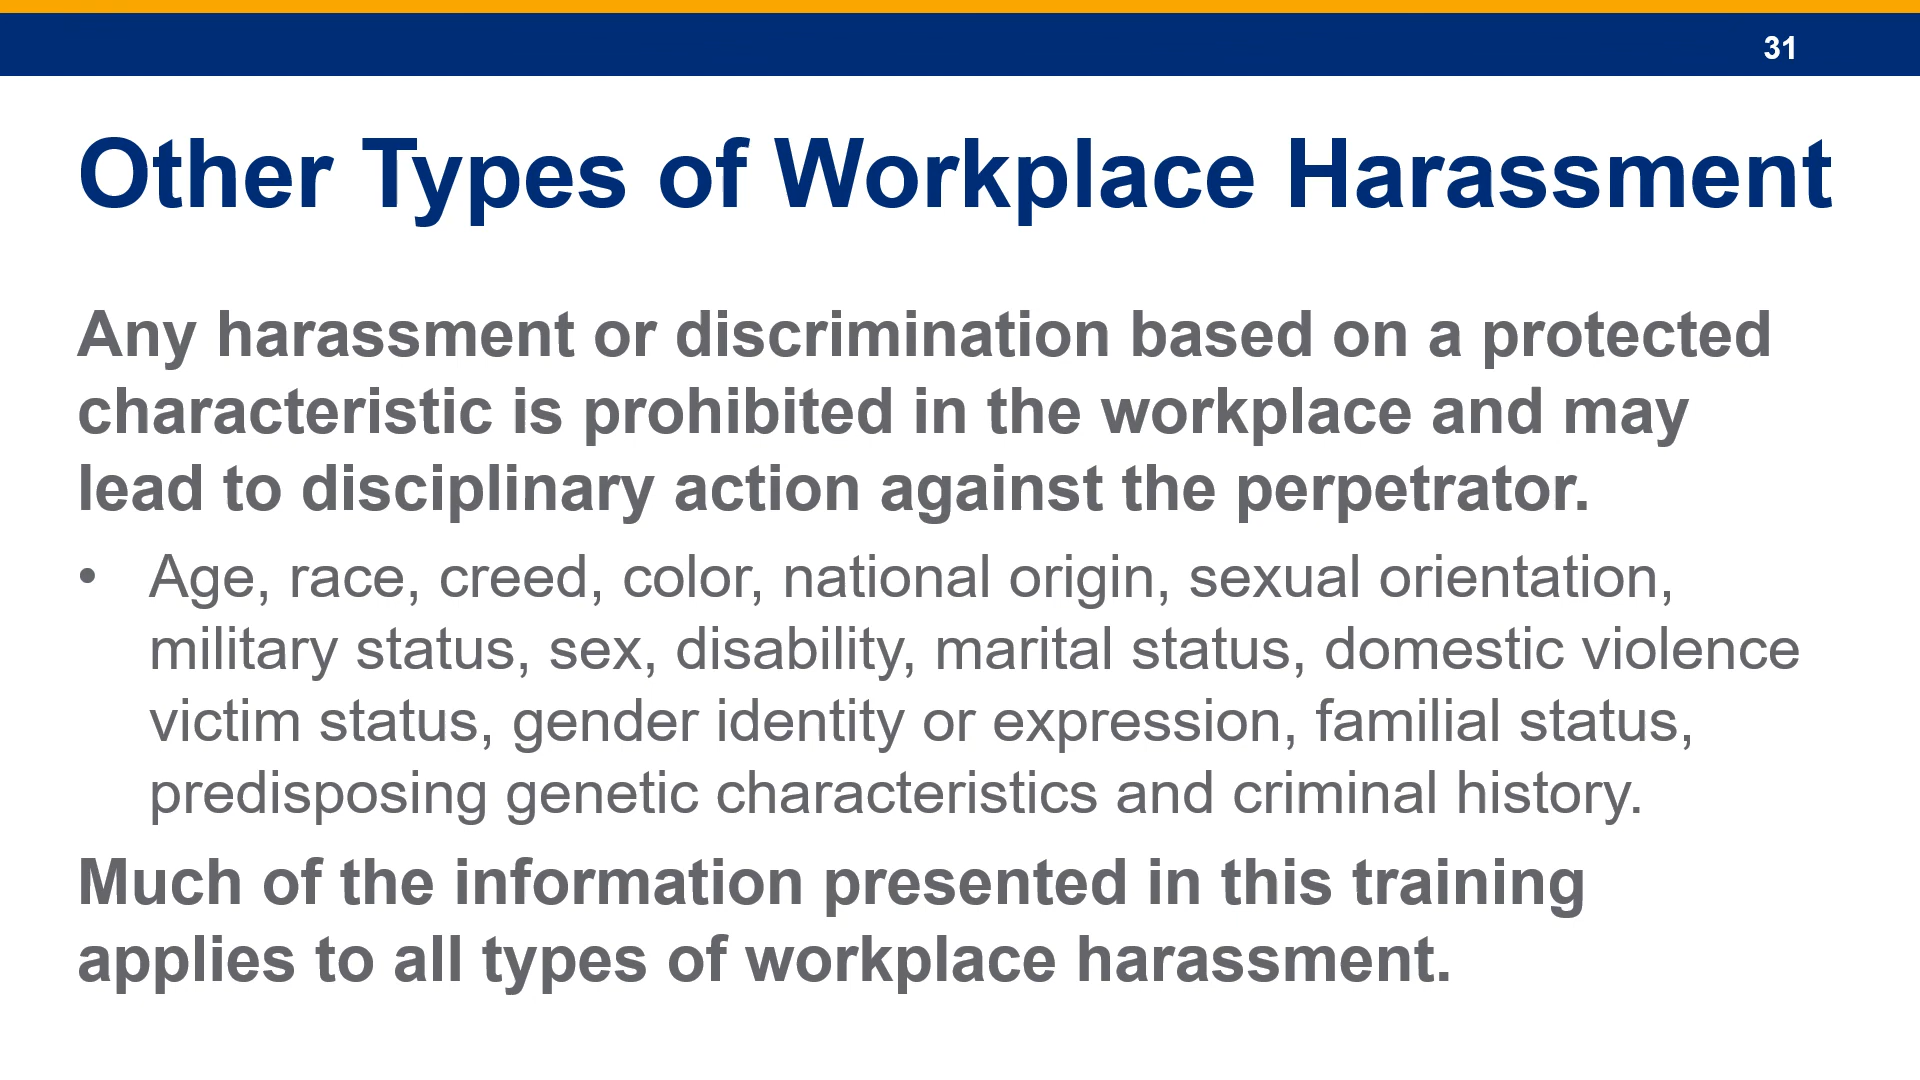 31
Other Types of Workplace Harassment
Any harassment or discrimination based on a protected
characteristic is prohibited in the workplace and may
lead to disciplinary action against the perpetrator.
• Age, race, creed, color, national origin, sexual orientation,
military status, sex, disability, marital status, domestic violence
victim status, gender identity or expression, familial status,
predisposing genetic characteristics and criminal history.
Much of the information presented in this training
applies to all types of workplace harassment.